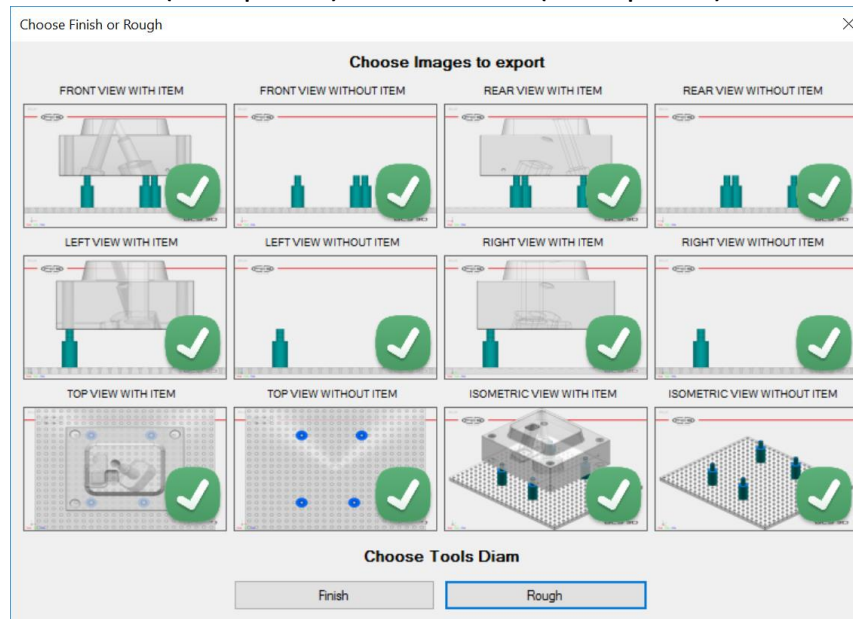 Choose Finish or Rough
Choose Images to export
FRONT VIEW WITH ITEM
FRONT VIEW WITHOUT ITEM
REAR VIEW WITH ITEM
REAR VIEW WITHOUT ITEM
LEFT VIEW WITH ITEM
LEFT VIEW WITHOUT ITEM
RIGHT VIEW WITH ITEM
RIGHT VIEW WITHOUT ITEM
TOP VIEW WITH ITEM
TOP VIEW WITHOUT ITEM
ISOMETRIC VIEW WITH ITEM
ISOMETRIC VIEW WITHOUT ITEM
Choose Tools Diam
Finish
Rough